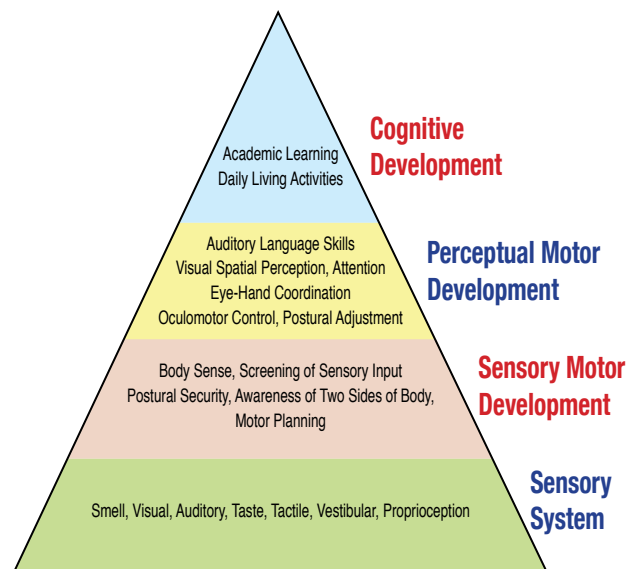 Academic Learning
Daily Living Activities
Cognitive
Development
Auditory Language Skills
Visual Spatial Perception, Attention
Eye-Hand Coordination
Oculomotor Control, Postural Adjustment
Perceptual Motor
Development
Body Sense, Screening of Sensory Input
Postural Security, Awareness of Two Sides of Body,
Motor Planning
Sensory Motor
Development
Smell, Visual, Auditory, Taste, Tactile, Vestibular, Proprioception
Sensory
System